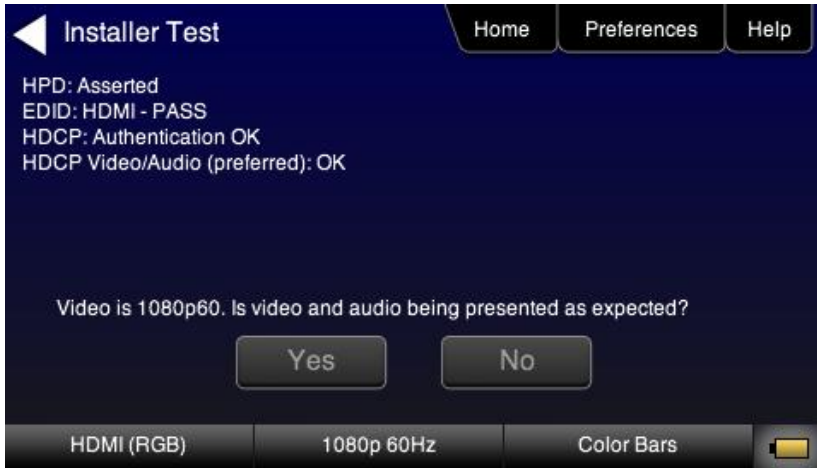 Installer Test
Home
Preferences
Help
HPD: Asserted
EDID: HDMI - PASS
HDCP: Authentication OK
HDCP Video/Audio (preferred): OK
Video is 1080p60. Is video and audio being presented as expected?
Yes
No
HDMI (RGB)
1080p 60Hz
Color Bars